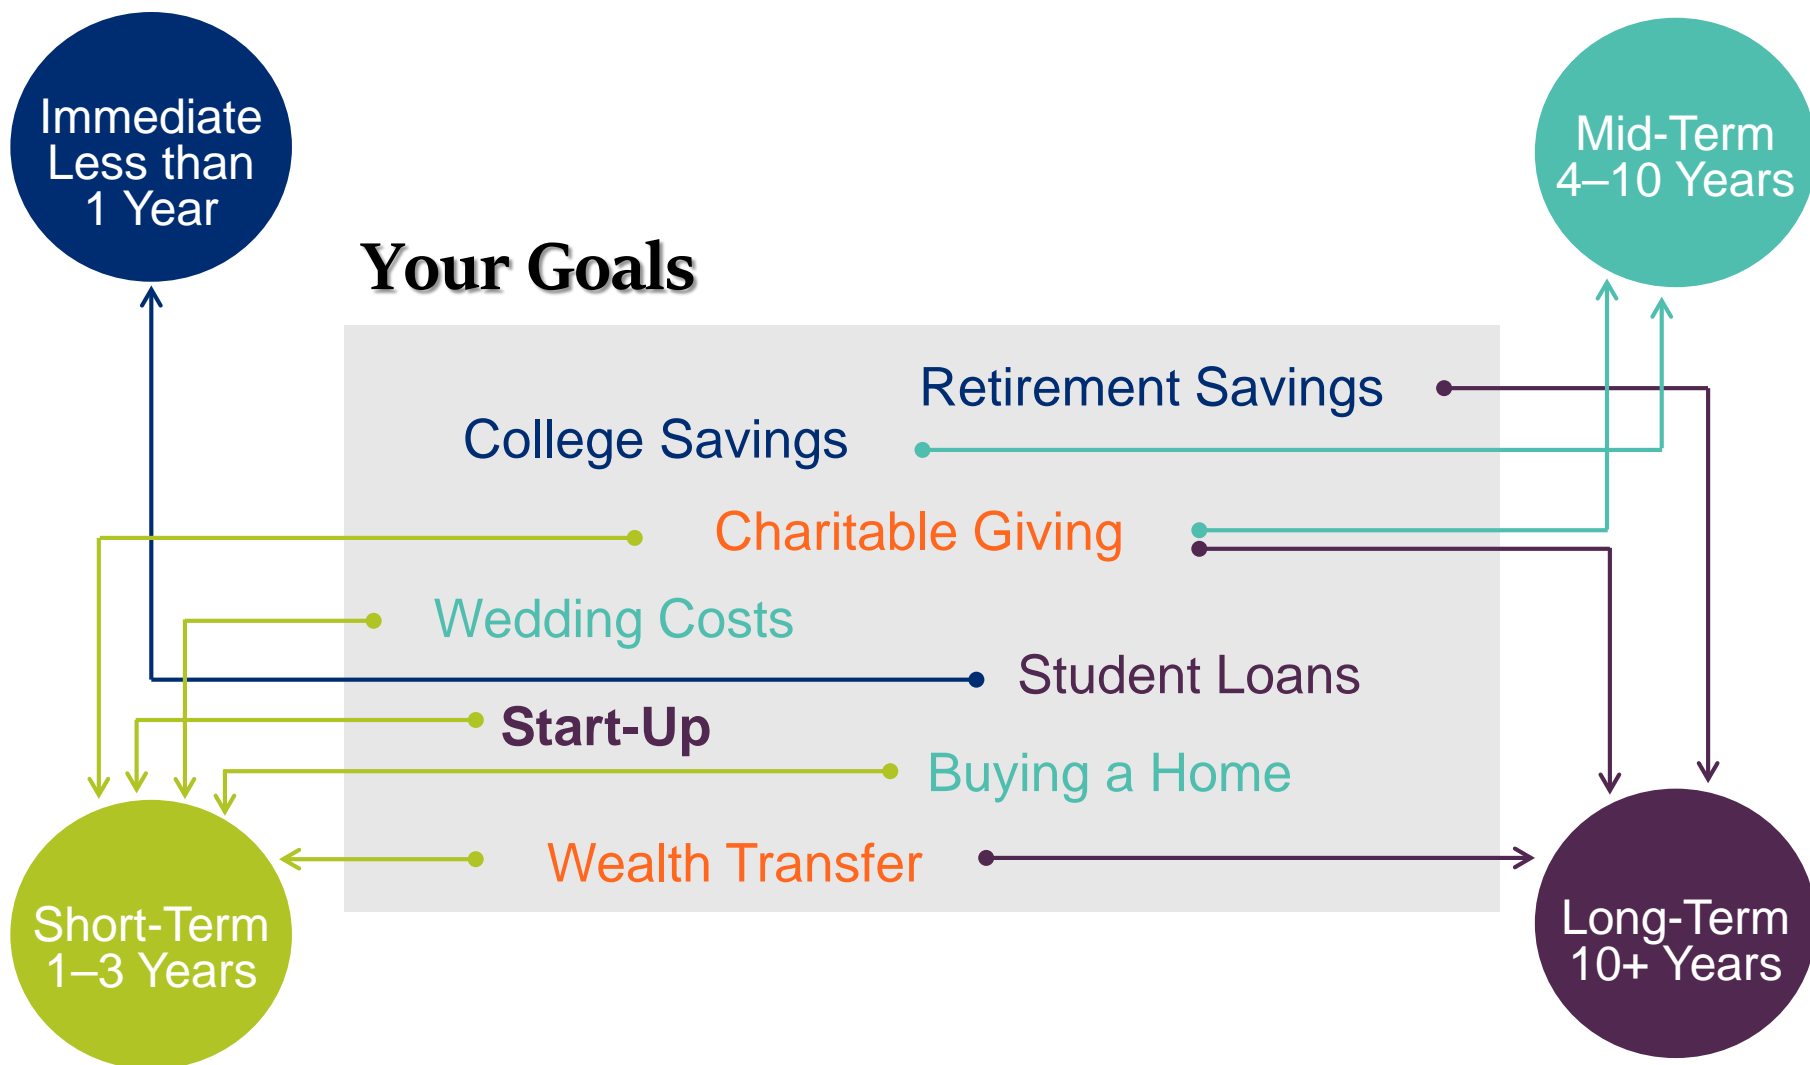 Immediate
Less than
1 Year
Mid-Term
4–10 Years
Your Goals
Retirement Savings
College Savings
Charitable Giving
Wedding Costs
Student Loans
Start-Up
Buying a Home
Wealth Transfer
Short-Term
1–3 Years
Long-Term
10+ Years